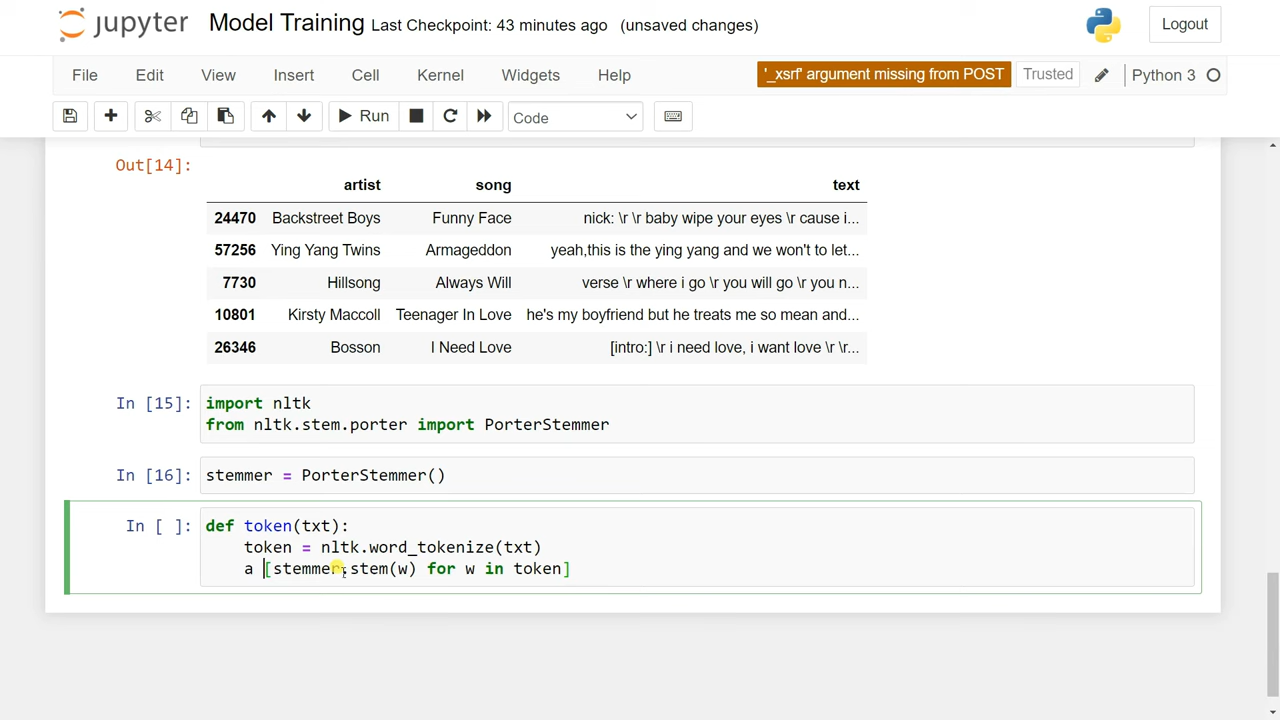 jupyter Model Training Last Checkpoint: 43 minutes ago (unsaved changes) Logout
File Edit View Insert Cell Kernel Widgets Help '_xsrf' argument missing from POST Trusted Python 3
Run Code
Out[14]:
artist song text
24470 Backstreet Boys Funny Face nick: \r \r baby wipe your eyes \r cause i...
57256 Ying Yang Twins Armageddon yeah,this is the ying yang and we won't to let...
7730 Hillsong Always Will verse \r where i go \r you will go \r you n...
10801 Kirsty Maccoll Teenager In Love he's my boyfriend but he treats me so mean and...
26346 Bosson I Need Love [intro:] \r i need love, i want love \r \r...
In [15]: import nltk
from nltk.stem.porter import PorterStemmer
In [16]: stemmer = PorterStemmer()
In [ ]: def token(txt):
token = nltk.word_tokenize(txt)
a [stemmer.stem(w) for w in token]